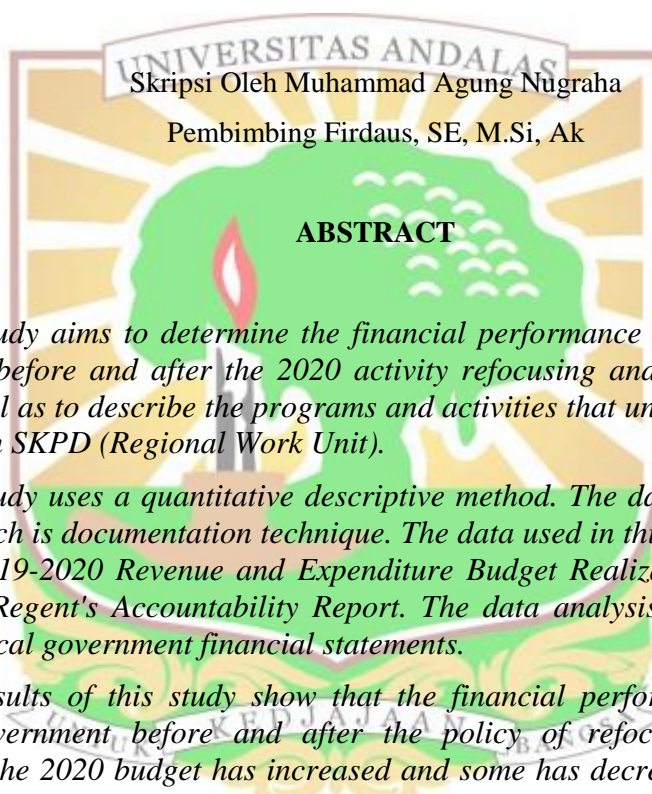 UNIVERSITAS ANDALAS
Skripsi Oleh Muhammad Agung Nugraha
Pembimbing Firdaus, SE, M.Si, Ak
ABSTRACT
udy aims to determine the financial performance
before and after the 2020 activity refocusing and
l as to describe the programs and activities that un
n SKPD (Regional Work Unit).
udy uses a quantitative descriptive method. The da
ch is documentation technique. The data used in thi
19-2020 Revenue and Expenditure Budget Realiza
Regent's Accountability Report. The data analysis
cal government financial statements.
sults of this study show that the financial perfor
vernment before and after the policy of refoc
he 2020 budget has increased and some has decre
UNTUK KEDJAJAAN BANGSA